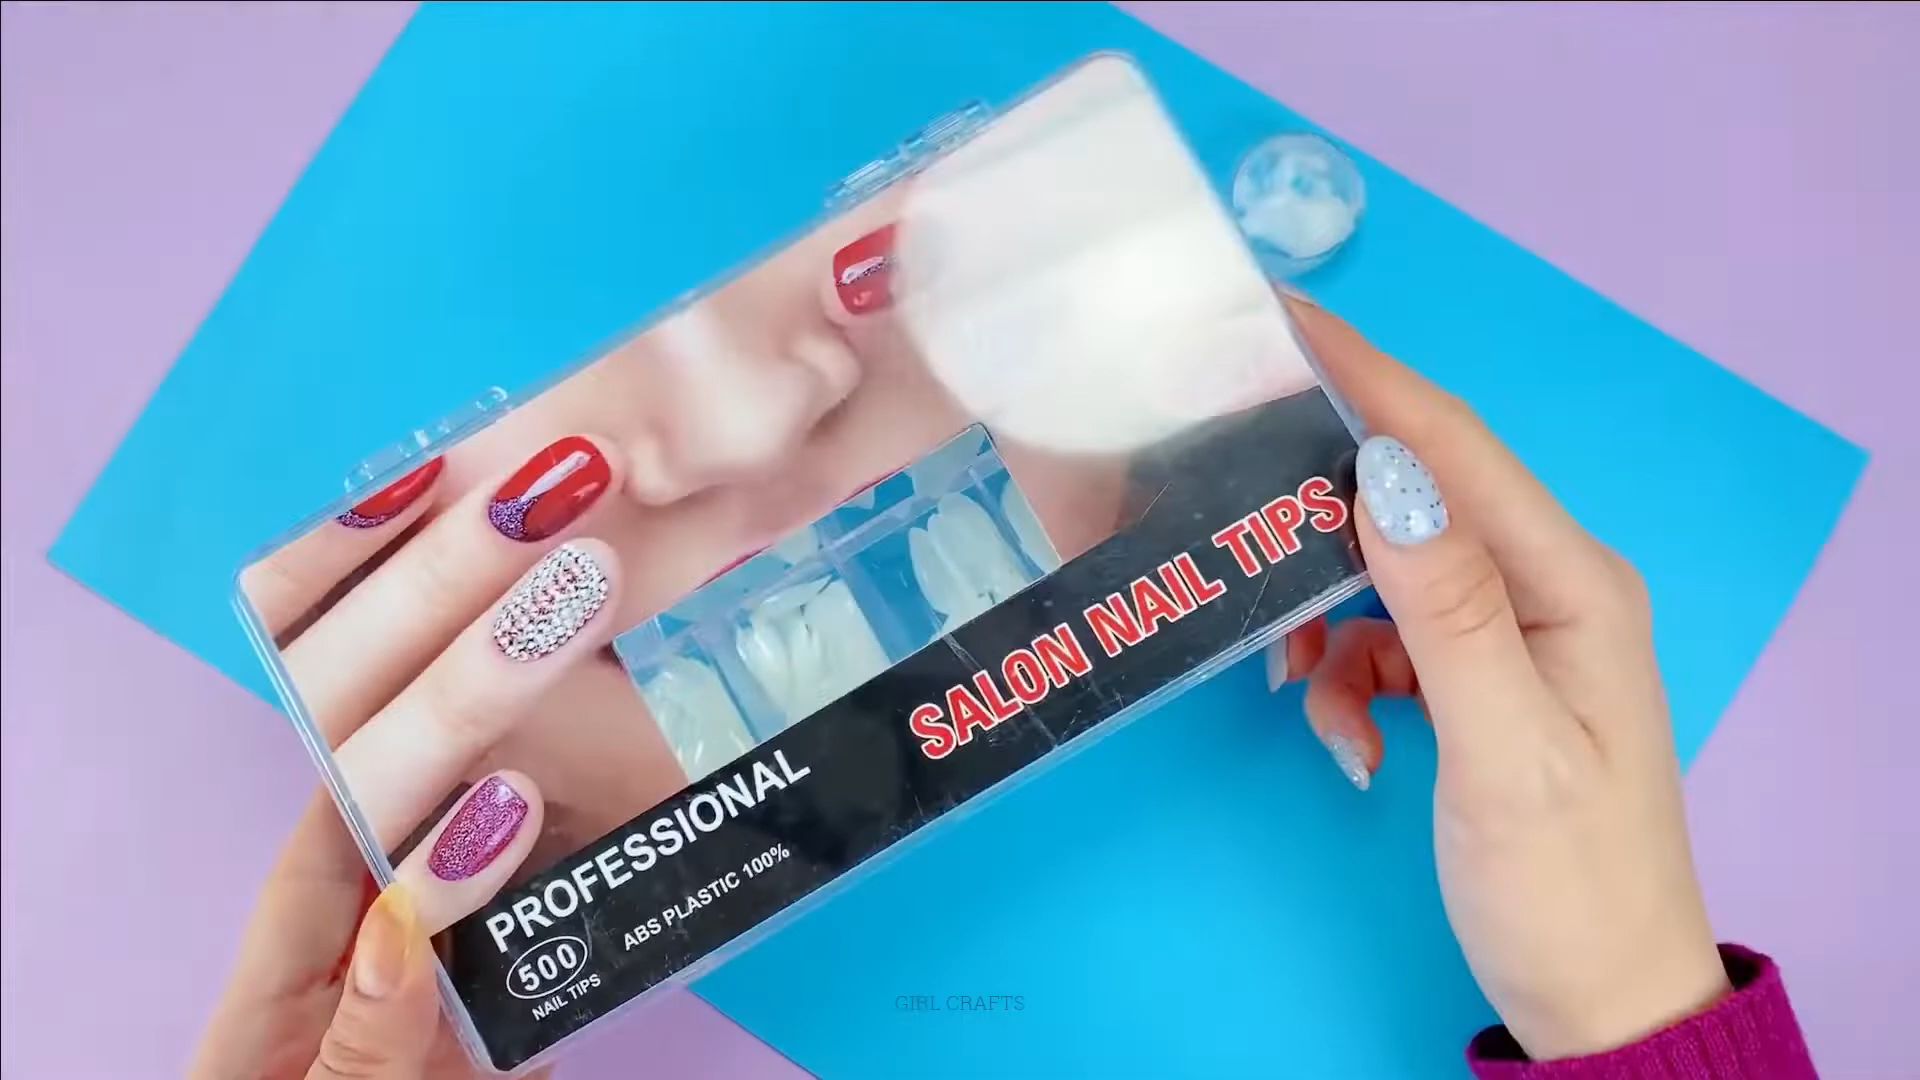 SALON NAIL TIPS
PROFESSIONAL
ABS PLASTIC 100%
500
NAIL TIPS
GIRL CRAFTS